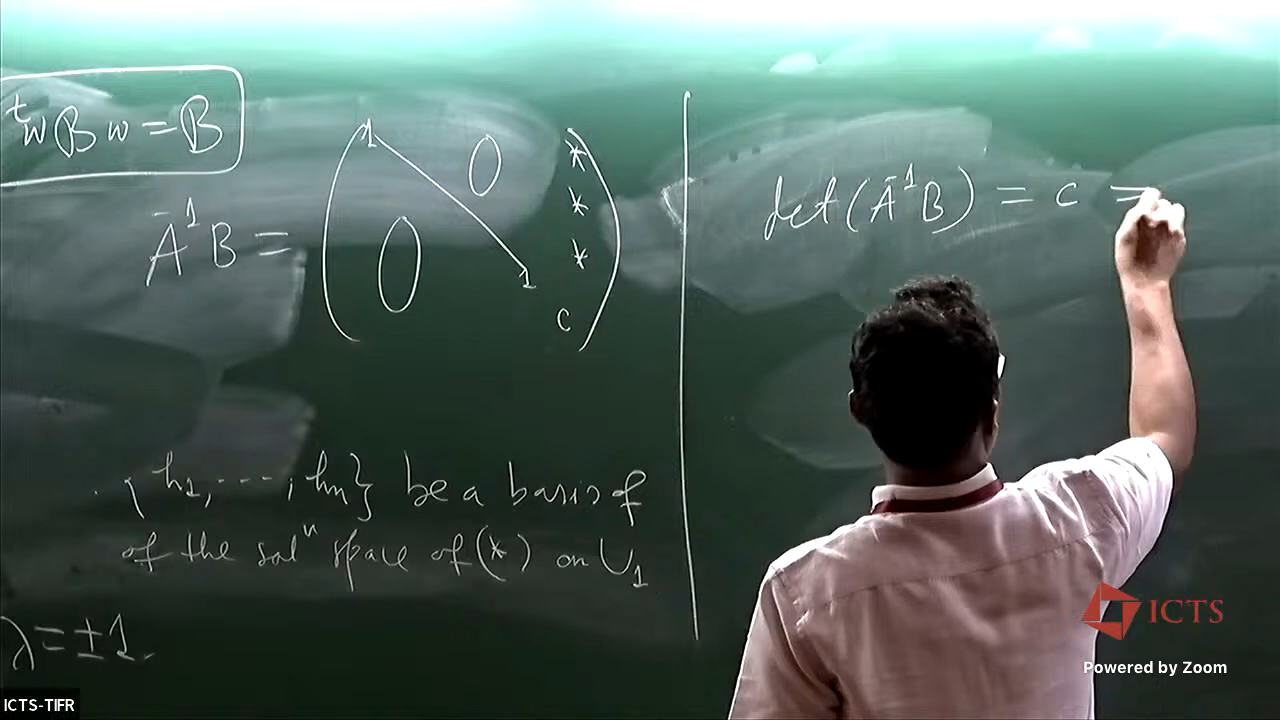 ᵗwBw = B
A⁻¹B = ( 1 0 *
*
0 *
1
c )
{h₁, ..., hₙ} be a basis of
of the solⁿ space of (*) on U₁
λ = ±1.
det(A⁻¹B) = c =
ICTS
Powered by Zoom
ICTS-TIFR